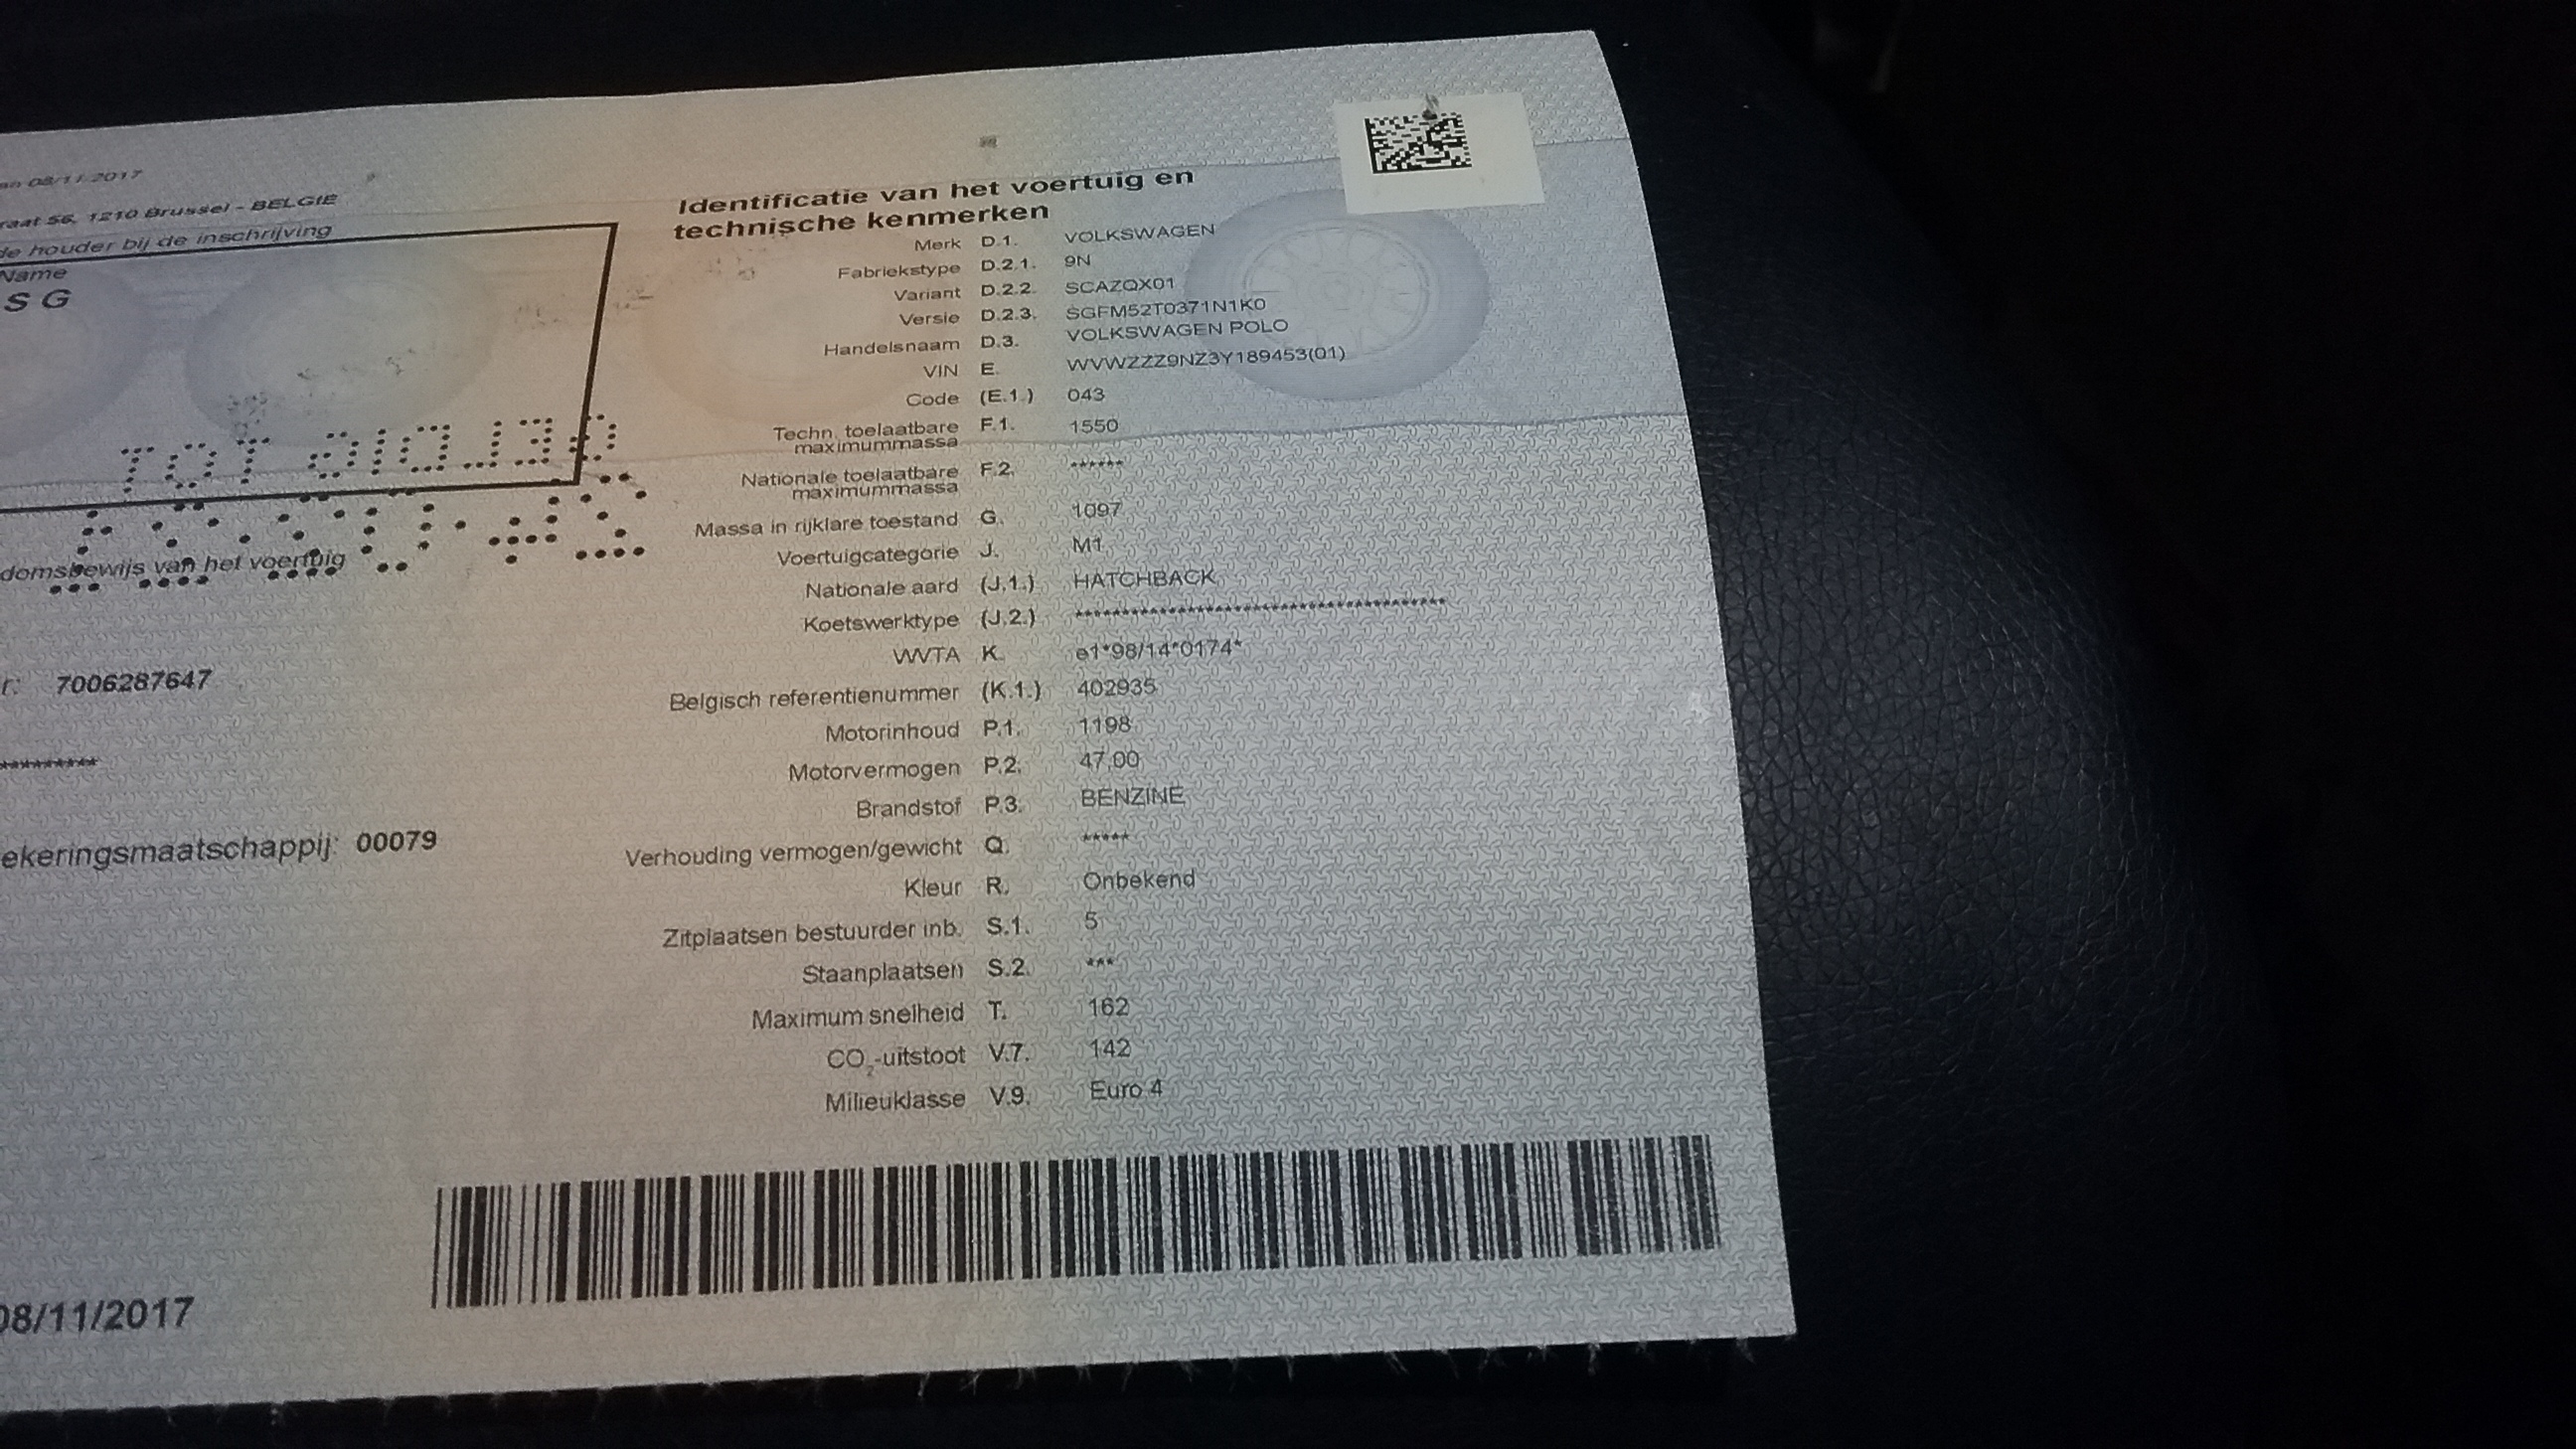 08/11/2017
56, 1210 Brussel - BELGIE
de houder bij de inschrijving
Name
S G
domsbewijs van het voertuig
r: 7006287647
*********
ekeringsmaatschappij: 00079
08/11/2017
Identificatie van het voertuig en
technische kenmerken
Merk D.1. VOLKSWAGEN
Fabriekstype D.2.1. 9N
Variant D.2.2. SCAZQX01
Versie D.2.3. SGFM52T0371N1K0
Handelsnaam D.3. VOLKSWAGEN POLO
VIN E. WVWZZZ9NZ3Y189453(01)
Code (E.1.) 043
Techn. toelaatbare F.1. 1550
maximummassa
Nationale toelaatbare F.2. ******
maximummassa
Massa in rijklare toestand G. 1097
Voertuigcategorie J. M1
Nationale aard (J.1.) HATCHBACK
Koetswerktype (J.2.) ****************************************
WVTA K. e1*98/14*0174*
Belgisch referentienummer (K.1.) 402935
Motorinhoud P.1. 1198
Motorvermogen P.2. 47,00
Brandstof P.3. BENZINE
Verhouding vermogen/gewicht Q. *****
Kleur R. Onbekend
Zitplaatsen bestuurder inb. S.1. 5
Staanplaatsen S.2. ***
Maximum snelheid T. 162
CO₂-uitstoot V.7. 142
Milieuklasse V.9. Euro 4